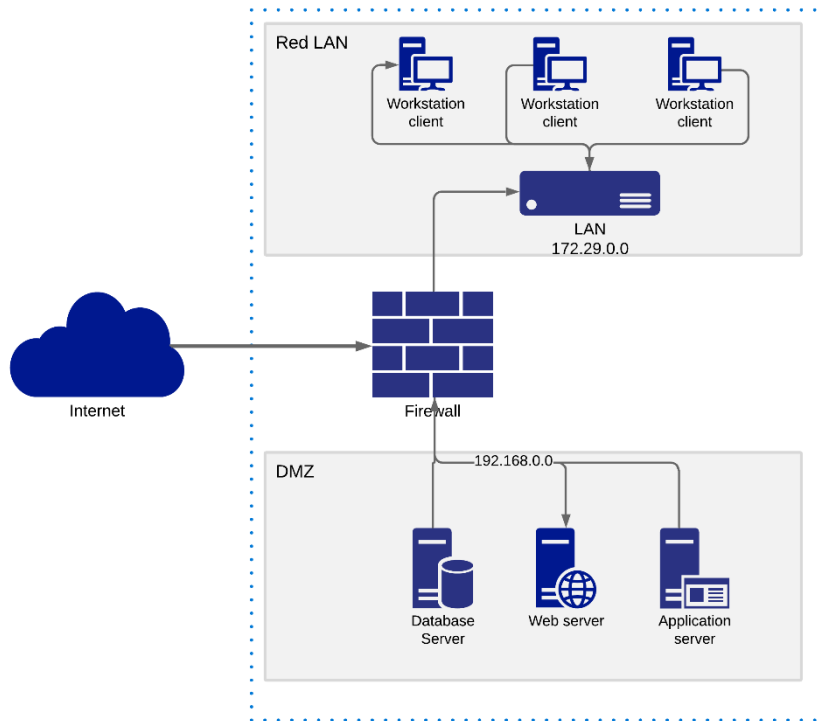 Red LAN
Workstation
client
Workstation
client
Workstation
client
LAN
172.29.0.0
Internet
Firewall
DMZ
192.168.0.0
Database
Server
Web server
Application
server